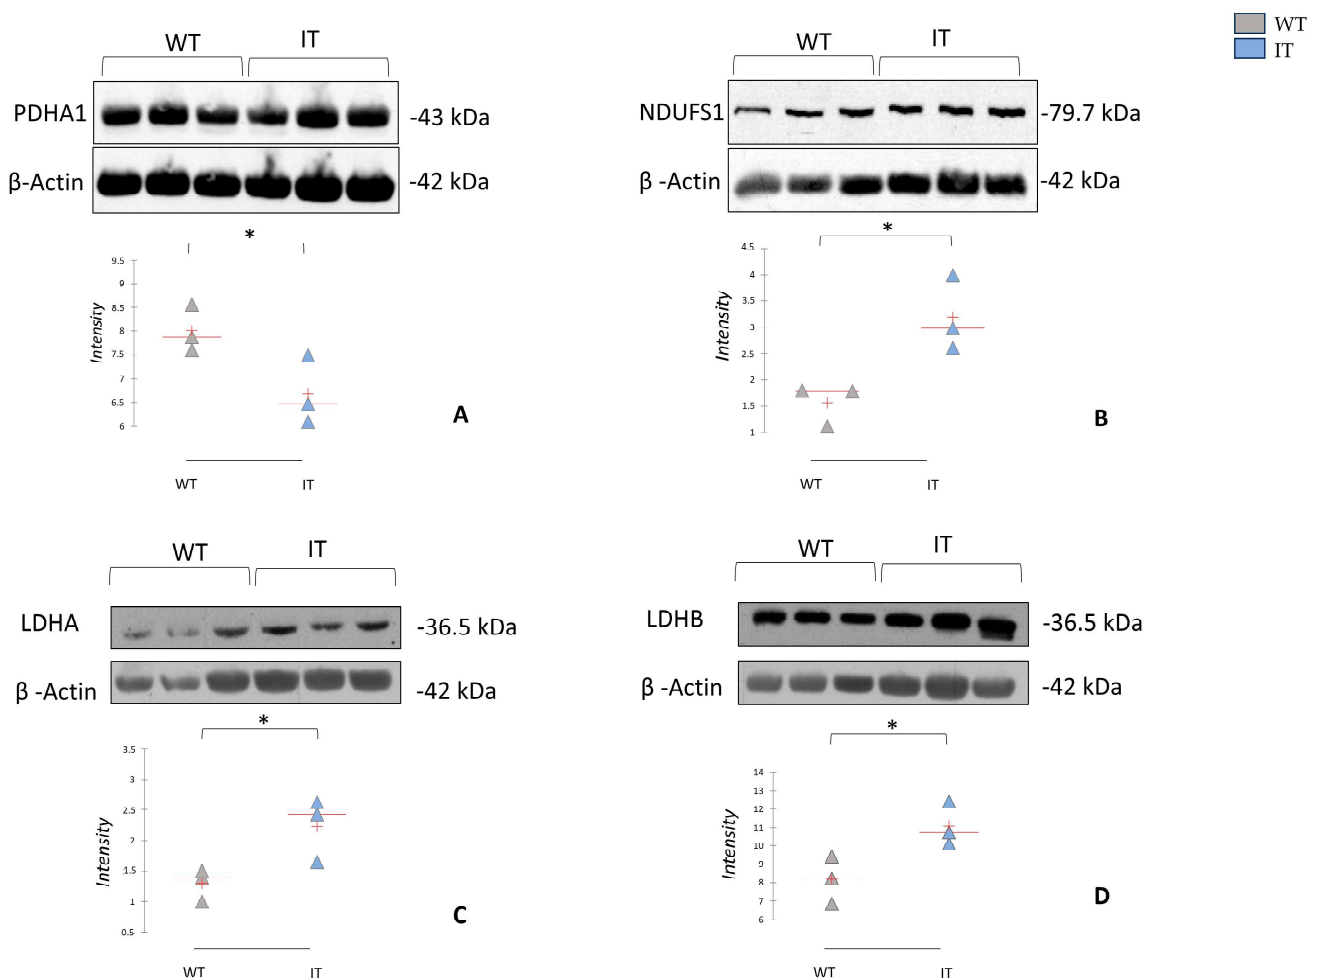 WT
IT
WT
IT
PDHA1
-43 kDa
β-Actin
-42 kDa
*
9.5
9
8.5
8
7.5
7
6.5
6
Intensity
WT
IT
A
WT
IT
NDUFS1
-79.7 kDa
β -Actin
-42 kDa
*
4.5
4
3.5
3
2.5
2
1.5
1
Intensity
WT
IT
B
WT
IT
LDHA
-36.5 kDa
β -Actin
-42 kDa
*
3.5
3
2.5
2
1.5
1
0.5
Intensity
WT
IT
C
WT
IT
LDHB
-36.5 kDa
β -Actin
-42 kDa
*
14
13
12
11
10
9
8
7
6
Intensity
WT
IT
D